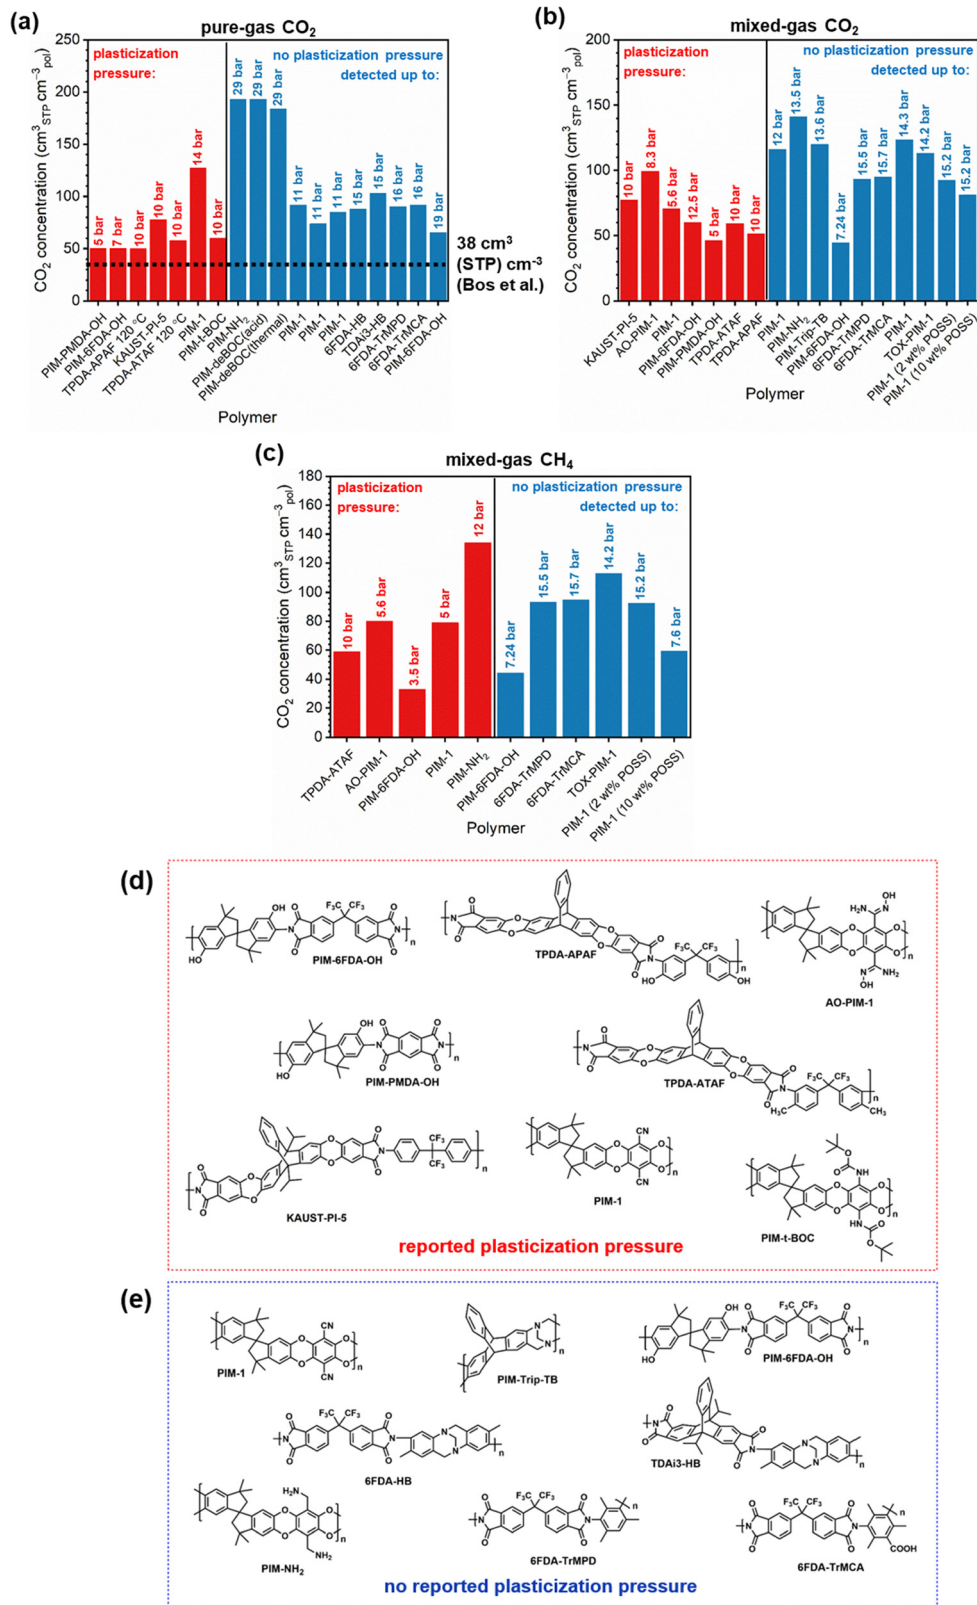 (a)
pure-gas CO₂
CO₂ concentration (cm³STP cm⁻³pol)
250
200
150
100
50
0
plasticization
pressure:
no plasticization pressure
detected up to:
5 bar
7 bar
10 bar
10 bar
10 bar
14 bar
10 bar
29 bar
29 bar
29 bar
11 bar
11 bar
11 bar
15 bar
15 bar
16 bar
16 bar
19 bar
38 cm³
(STP) cm⁻³
(Bos et al.)
PIM-PMDA-OH
PIM-6FDA-OH
TPDA-APAF 120 °C
KAUST-PI-5
TPDA-ATAF 120 °C
PIM-1
PIM-t-BOC
PIM-NH₂
PIM-deBOC(acid)
PIM-deBOC(thermal)
PIM-1
PIM-1
PIM-1
6FDA-HB
TDAi3-HB
6FDA-TrMPD
6FDA-TrMCA
PIM-6FDA-OH
Polymer
(b)
mixed-gas CO₂
CO₂ concentration (cm³STP cm⁻³pol)
200
150
100
50
0
plasticization
pressure:
no plasticization pressure
detected up to:
10 bar
8.3 bar
5.6 bar
12.5 bar
5 bar
10 bar
10 bar
12 bar
13.5 bar
13.6 bar
7.24 bar
15.5 bar
15.7 bar
14.3 bar
14.2 bar
15.2 bar
15.2 bar
KAUST-PI-5
AO-PIM-1
PIM-1
PIM-6FDA-OH
PIM-PMDA-OH
TPDA-ATAF
TPDA-APAF
PIM-1
PIM-NH₂
PIM-Trip-TB
PIM-6FDA-OH
6FDA-TrMPD
6FDA-TrMCA
PIM-1
TOX-PIM-1
PIM-1 (2 wt% POSS)
PIM-1 (10 wt% POSS)
Polymer
(c)
mixed-gas CH₄
CO₂ concentration (cm³STP cm⁻³pol)
180
160
140
120
100
80
60
40
20
0
plasticization
pressure:
no plasticization pressure
detected up to:
10 bar
5.6 bar
3.5 bar
5 bar
12 bar
7.24 bar
15.5 bar
15.7 bar
14.2 bar
15.2 bar
7.6 bar
TPDA-ATAF
AO-PIM-1
PIM-6FDA-OH
PIM-1
PIM-NH₂
PIM-6FDA-OH
6FDA-TrMPD
6FDA-TrMCA
TOX-PIM-1
PIM-1 (2 wt% POSS)
PIM-1 (10 wt% POSS)
Polymer
(d)
PIM-6FDA-OH
TPDA-APAF
AO-PIM-1
PIM-PMDA-OH
TPDA-ATAF
KAUST-PI-5
PIM-1
PIM-t-BOC
reported plasticization pressure
(e)
PIM-1
PIM-Trip-TB
PIM-6FDA-OH
6FDA-HB
TDAi3-HB
PIM-NH₂
6FDA-TrMPD
6FDA-TrMCA
no reported plasticization pressure